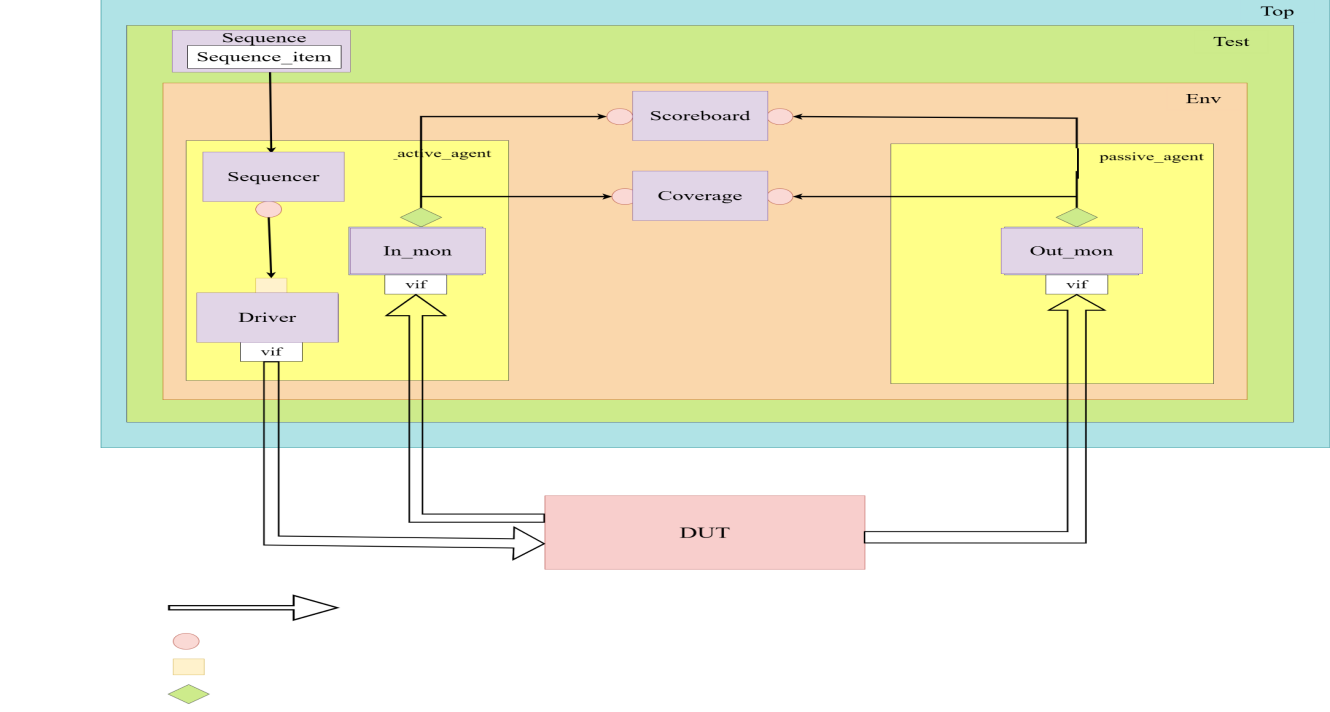 Top
Test
Sequence
Sequence_item
Env
Scoreboard
_active_agent
passive_agent
Sequencer
Coverage
In_mon
Out_mon
vif
vif
Driver
vif
DUT